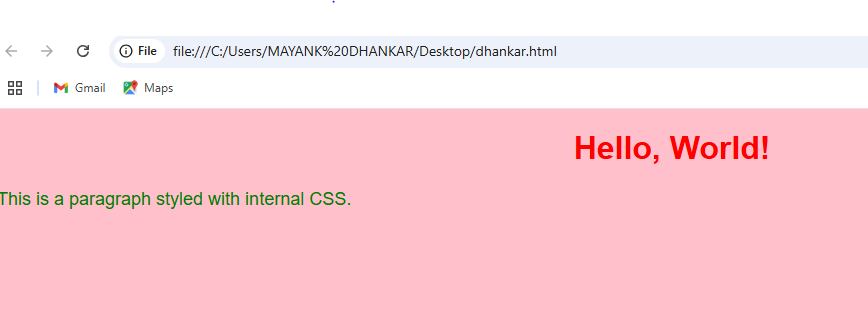 File file:///C:/Users/MAYANK%20DHANKAR/Desktop/dhankar.html
Gmail Maps
Hello, World!
This is a paragraph styled with internal CSS.